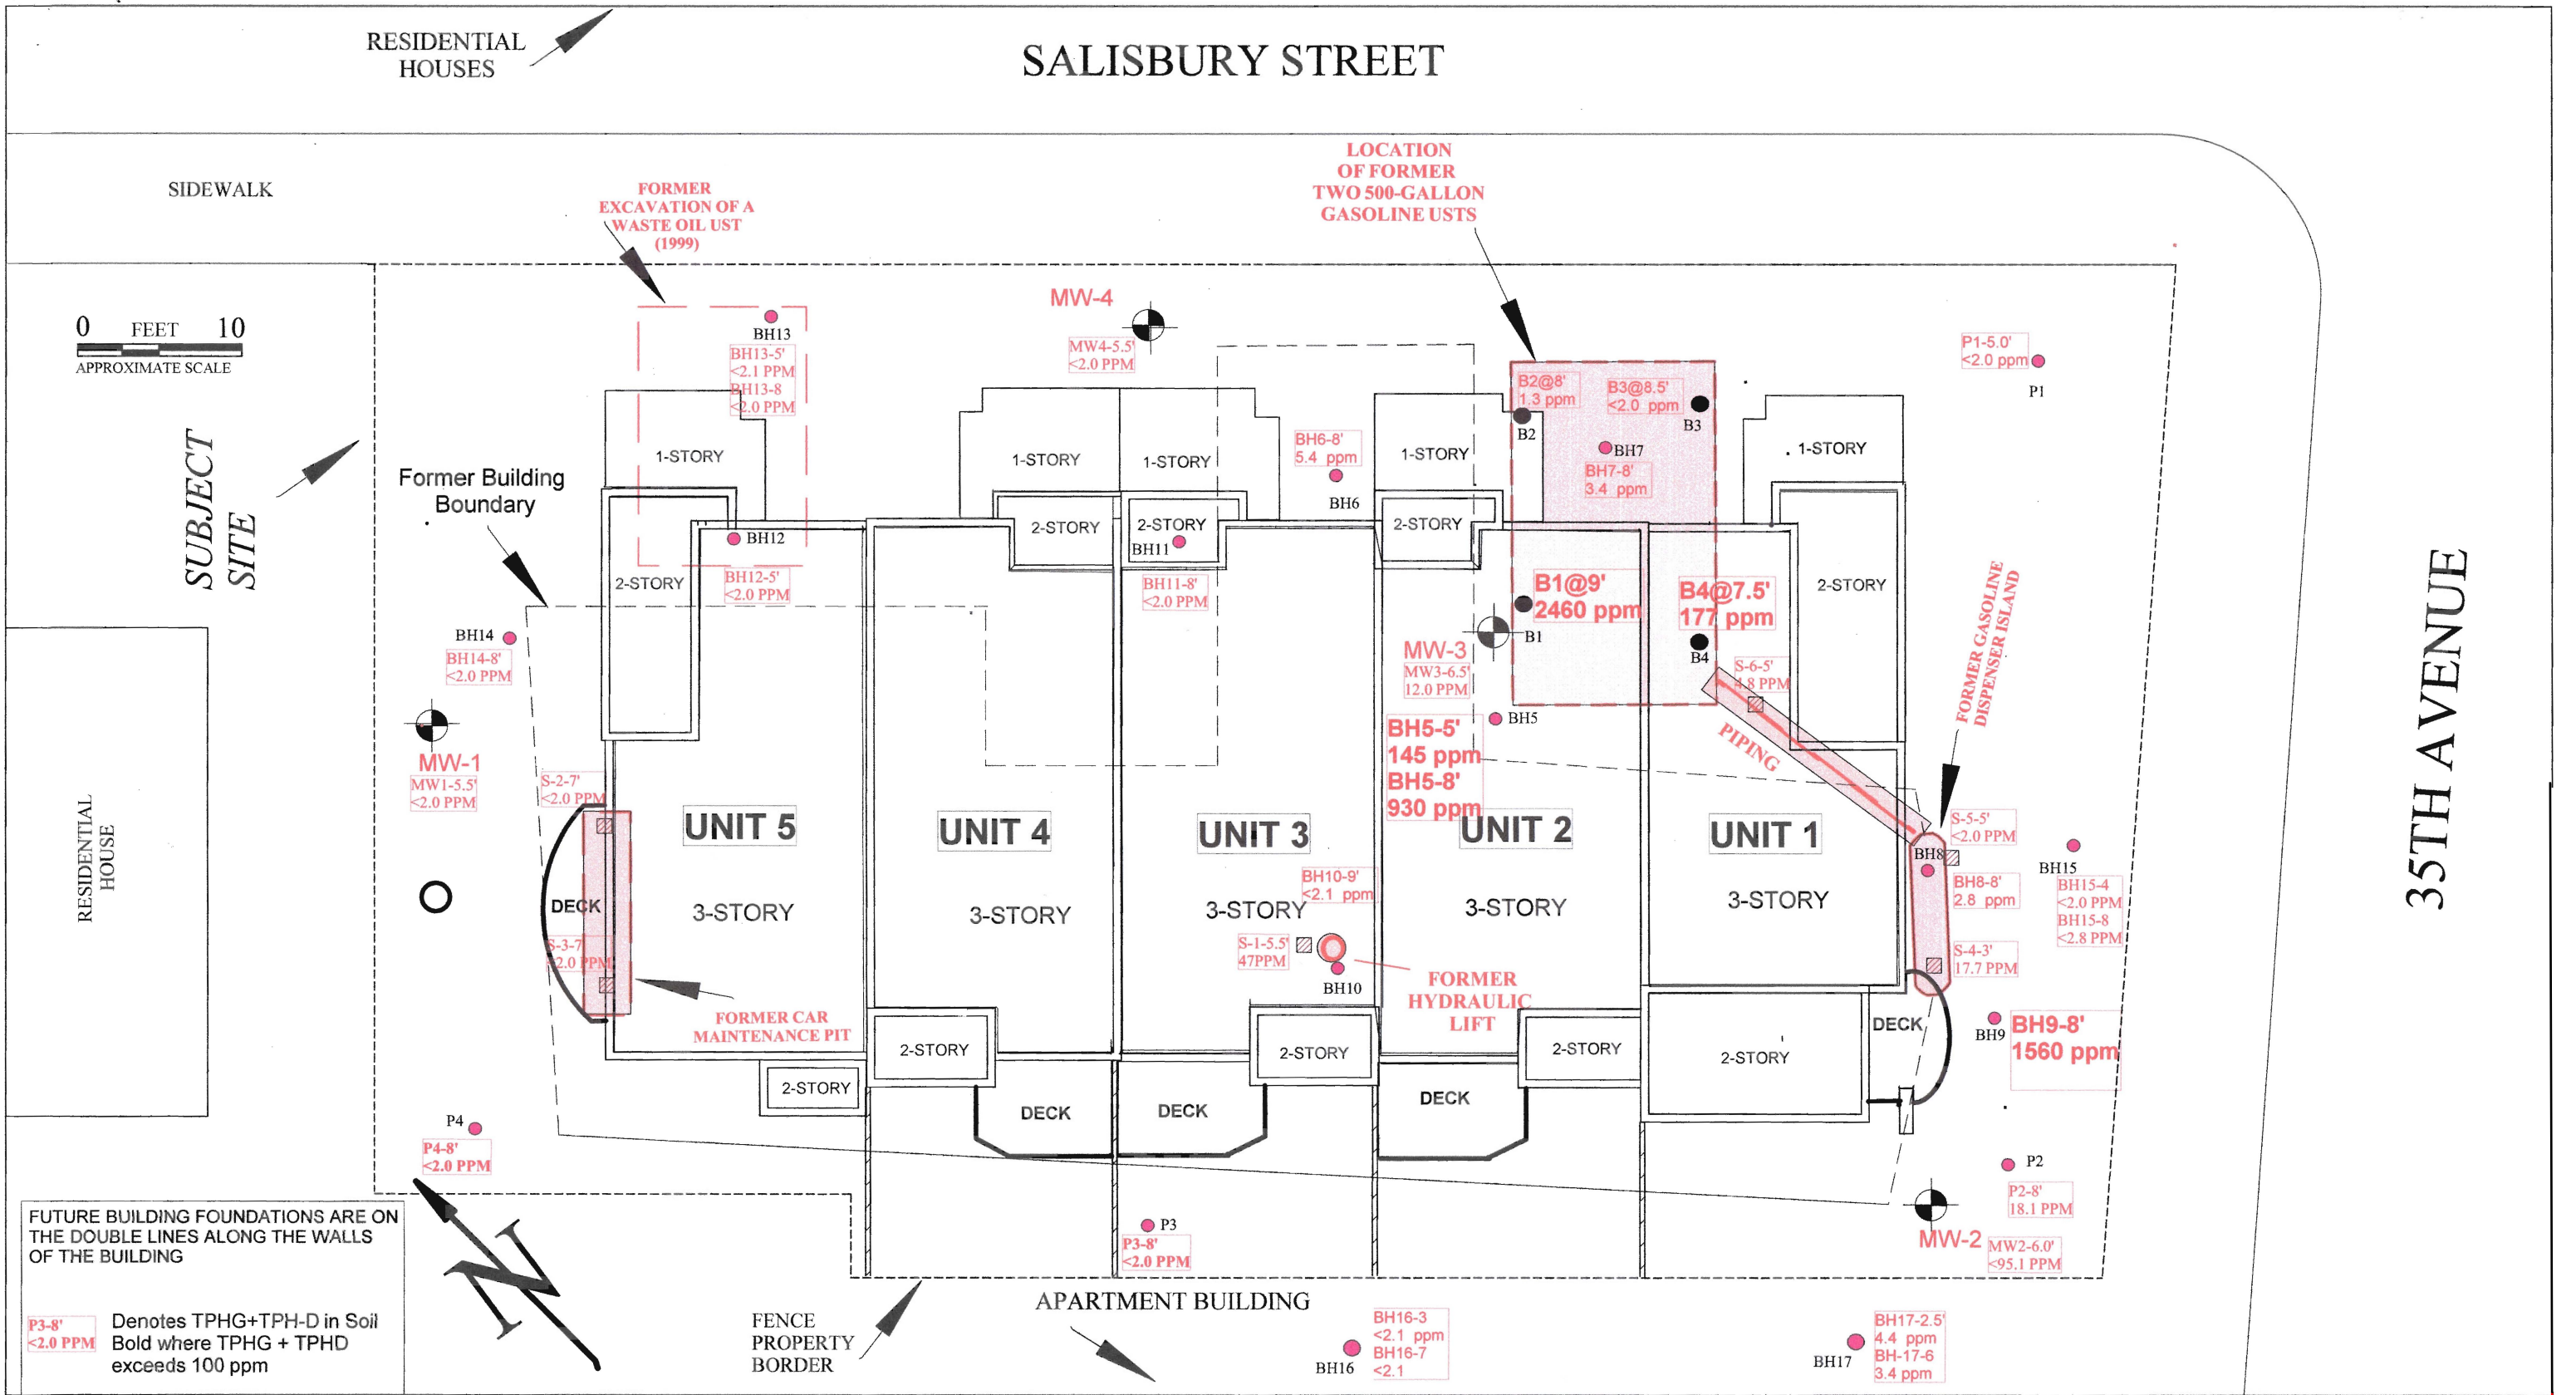 RESIDENTIAL
HOUSES
SALISBURY STREET
SIDEWALK
FORMER
EXCAVATION OF A
WASTE OIL UST
(1999)
LOCATION
OF FORMER
TWO 500-GALLON
GASOLINE USTS
0 FEET 10
APPROXIMATE SCALE
SUBJECT
SITE
Former Building
Boundary
BH13
BH13-5'
<2.1 PPM
BH13-8
<2.0 PPM
MW-4
MW4-5.5'
<2.0 PPM
B2@8'
1.3 ppm
B2
B3@8.5'
<2.0 ppm
B3
BH7
BH7-8'
3.4 ppm
P1-5.0'
<2.0 ppm
P1
BH6-8'
5.4 ppm
BH6
1-STORY
1-STORY
1-STORY
1-STORY
1-STORY
2-STORY
2-STORY
2-STORY
2-STORY
2-STORY
BH12
BH12-5'
<2.0 PPM
BH11
BH11-8'
<2.0 PPM
B1@9'
2460 ppm
B1
B4@7.5'
177 ppm
B4
MW-3
MW3-6.5'
12.0 PPM
BH5
BH5-5'
145 ppm
BH5-8'
930 ppm
S-6-5'
4.8 PPM
PIPING
FORMER GASOLINE
DISPENSER ISLAND
35TH AVENUE
BH14
BH14-8'
<2.0 PPM
MW-1
MW1-5.5'
<2.0 PPM
RESIDENTIAL
HOUSE
S-2-7'
<2.0 PPM
DECK
S-3-7'
<2.0 PPM
FORMER CAR
MAINTENANCE PIT
UNIT 5
3-STORY
UNIT 4
3-STORY
UNIT 3
3-STORY
UNIT 2
3-STORY
UNIT 1
3-STORY
BH10-9'
<2.1 ppm
S-1-5.5'
47PPM
BH10
FORMER
HYDRAULIC
LIFT
S-5-5'
<2.0 PPM
BH8
BH8-8'
2.8 ppm
S-4-3'
17.7 PPM
BH15
BH15-4
<2.0 PPM
BH15-8
<2.8 PPM
BH9
BH9-8'
1560 ppm
2-STORY
2-STORY
2-STORY
2-STORY
2-STORY
DECK
DECK
DECK
DECK
P4
P4-8'
<2.0 PPM
P3
P3-8'
<2.0 PPM
P2
P2-8'
18.1 PPM
MW-2
MW2-6.0'
<95.1 PPM
FUTURE BUILDING FOUNDATIONS ARE ON
THE DOUBLE LINES ALONG THE WALLS
OF THE BUILDING
P3-8'
<2.0 PPM
Denotes TPHG+TPH-D in Soil
Bold where TPHG + TPHD
exceeds 100 ppm
N
FENCE
PROPERTY
BORDER
APARTMENT BUILDING
BH16
BH16-3
<2.1 ppm
BH16-7
<2.1
BH17
BH17-2.5'
4.4 ppm
BH-17-6
3.4 ppm